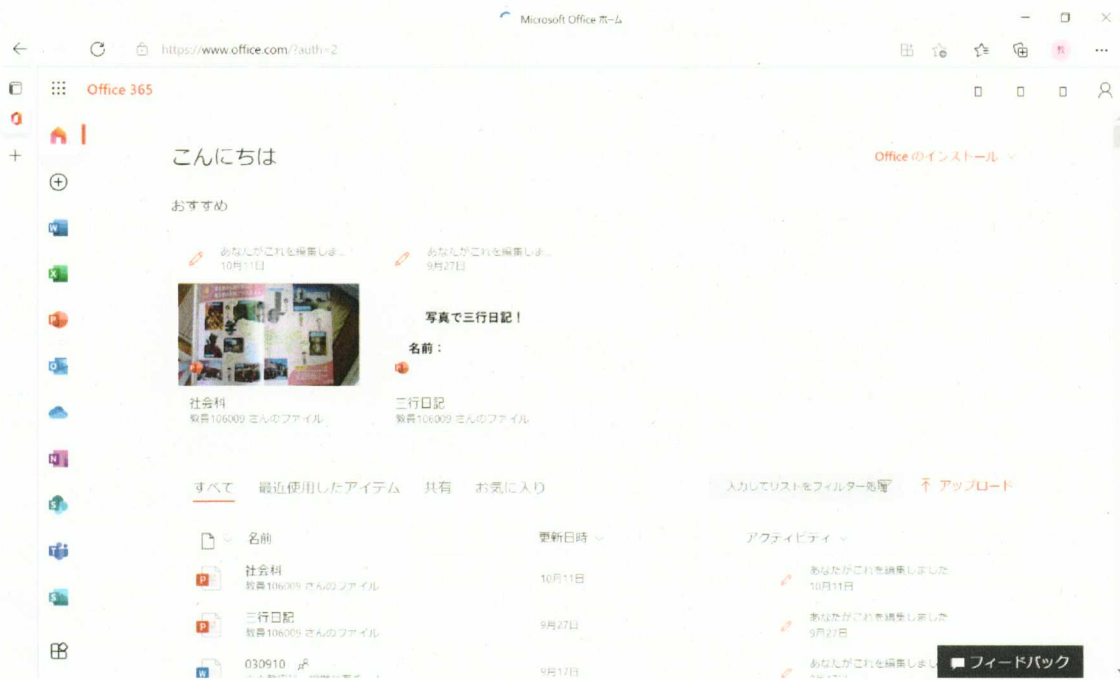 Microsoft Office ホーム
https://www.office.com/?auth=2
Office 365
こんにちは
Office のインストール
おすすめ
あなたがこれを編集しま...
10月11日
あなたがこれを編集しま...
9月27日
写真で三行日記！
名前：
社会科
教員106009 さんのファイル
三行日記
教員106009 さんのファイル
すべて 最近使用したアイテム 共有 お気に入り
入力してリストをフィルター処理
アップロード
名前 更新日時 アクティビティ
社会科
教員106009 さんのファイル
10月11日
あなたがこれを編集しました
10月11日
三行日記
教員106009 さんのファイル
9月27日
あなたがこれを編集しました
9月27日
030910
9月17日
あなたがこれを編集しまし
フィードバック